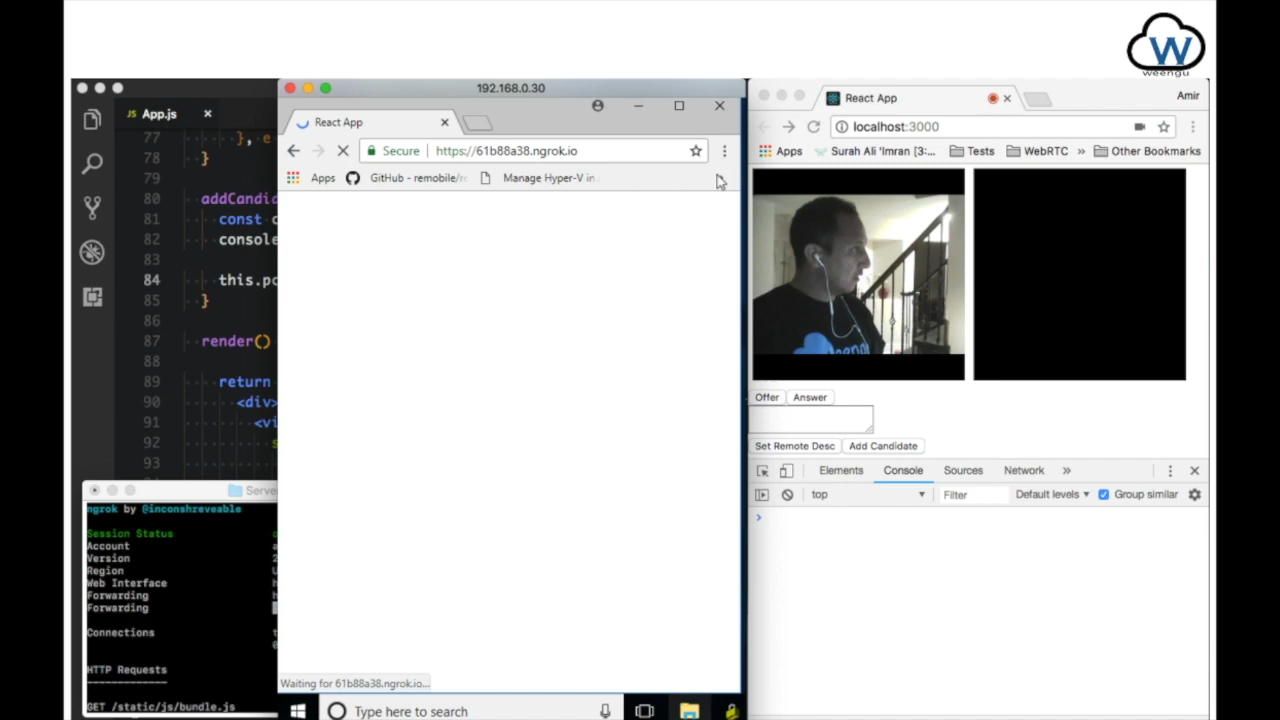 W
weengu
JS App.js ×
77 }, e
78 }
79
80 addCandid
81 const c
82 console
83
84 this.pc
85 }
86
87 render()
88
89 return
90 <div>
91 <vi
92 s
93
Serve
ngrok by @inconshreveable
Session Status
Account
Version
Region
Web Interface
Forwarding
Forwarding
Connections
HTTP Requests
-------------
GET /static/js/bundle.js
192.168.0.30
React App
Secure https://61b88a38.ngrok.io
Apps GitHub - remobile/re Manage Hyper-V in
Waiting for 61b88a38.ngrok.io...
Type here to search
React App Amir
localhost:3000
Apps Surah Ali 'Imran [3:... Tests WebRTC » Other Bookmarks
Offer Answer
Set Remote Desc Add Candidate
Elements Console Sources Network »
top Filter Default levels Group similar